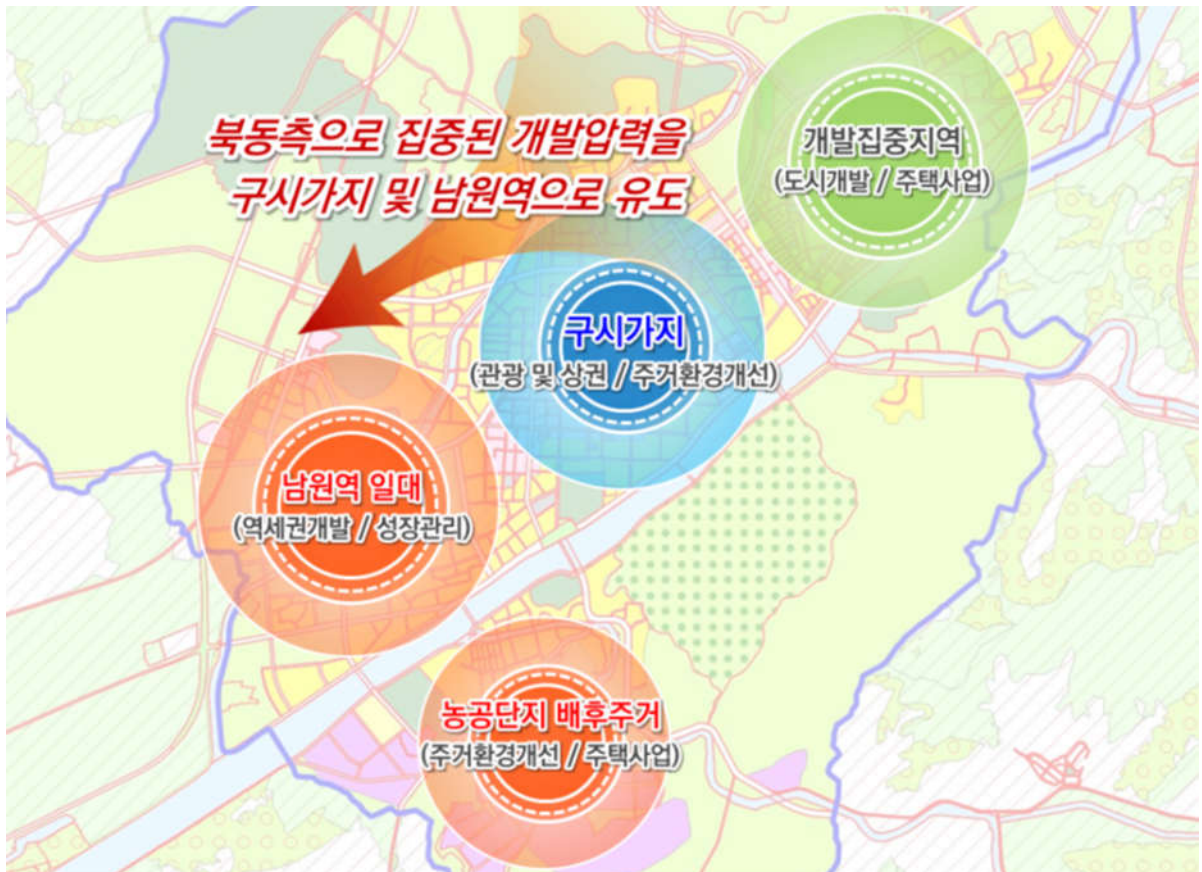 북동측으로 집중된 개발압력을
구시가지 및 남원역으로 유도
개발집중지역
(도시개발 / 주택사업)
구시가지
(관광 및 상권 / 주거환경개선)
남원역 일대
(역세권개발 / 성장관리)
농공단지 배후주거
(주거환경개선 / 주택사업)